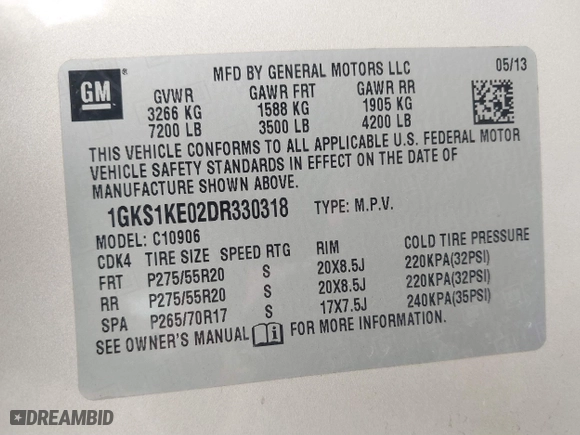 GM ®
MFD BY GENERAL MOTORS LLC 05/13
GVWR GAWR FRT GAWR RR
3266 KG 1588 KG 1905 KG
7200 LB 3500 LB 4200 LB
THIS VEHICLE CONFORMS TO ALL APPLICABLE U.S. FEDERAL MOTOR
VEHICLE SAFETY STANDARDS IN EFFECT ON THE DATE OF
MANUFACTURE SHOWN ABOVE.
1GKS1KE02DR330318 TYPE: M.P.V.
MODEL: C10906
CDK4 TIRE SIZE SPEED RTG RIM COLD TIRE PRESSURE
FRT P275/55R20 S 20X8.5J 220KPA(32PSI)
RR P275/55R20 S 20X8.5J 220KPA(32PSI)
SPA P265/70R17 S 17X7.5J 240KPA(35PSI)
SEE OWNER'S MANUAL i FOR MORE INFORMATION.
DREAMBID